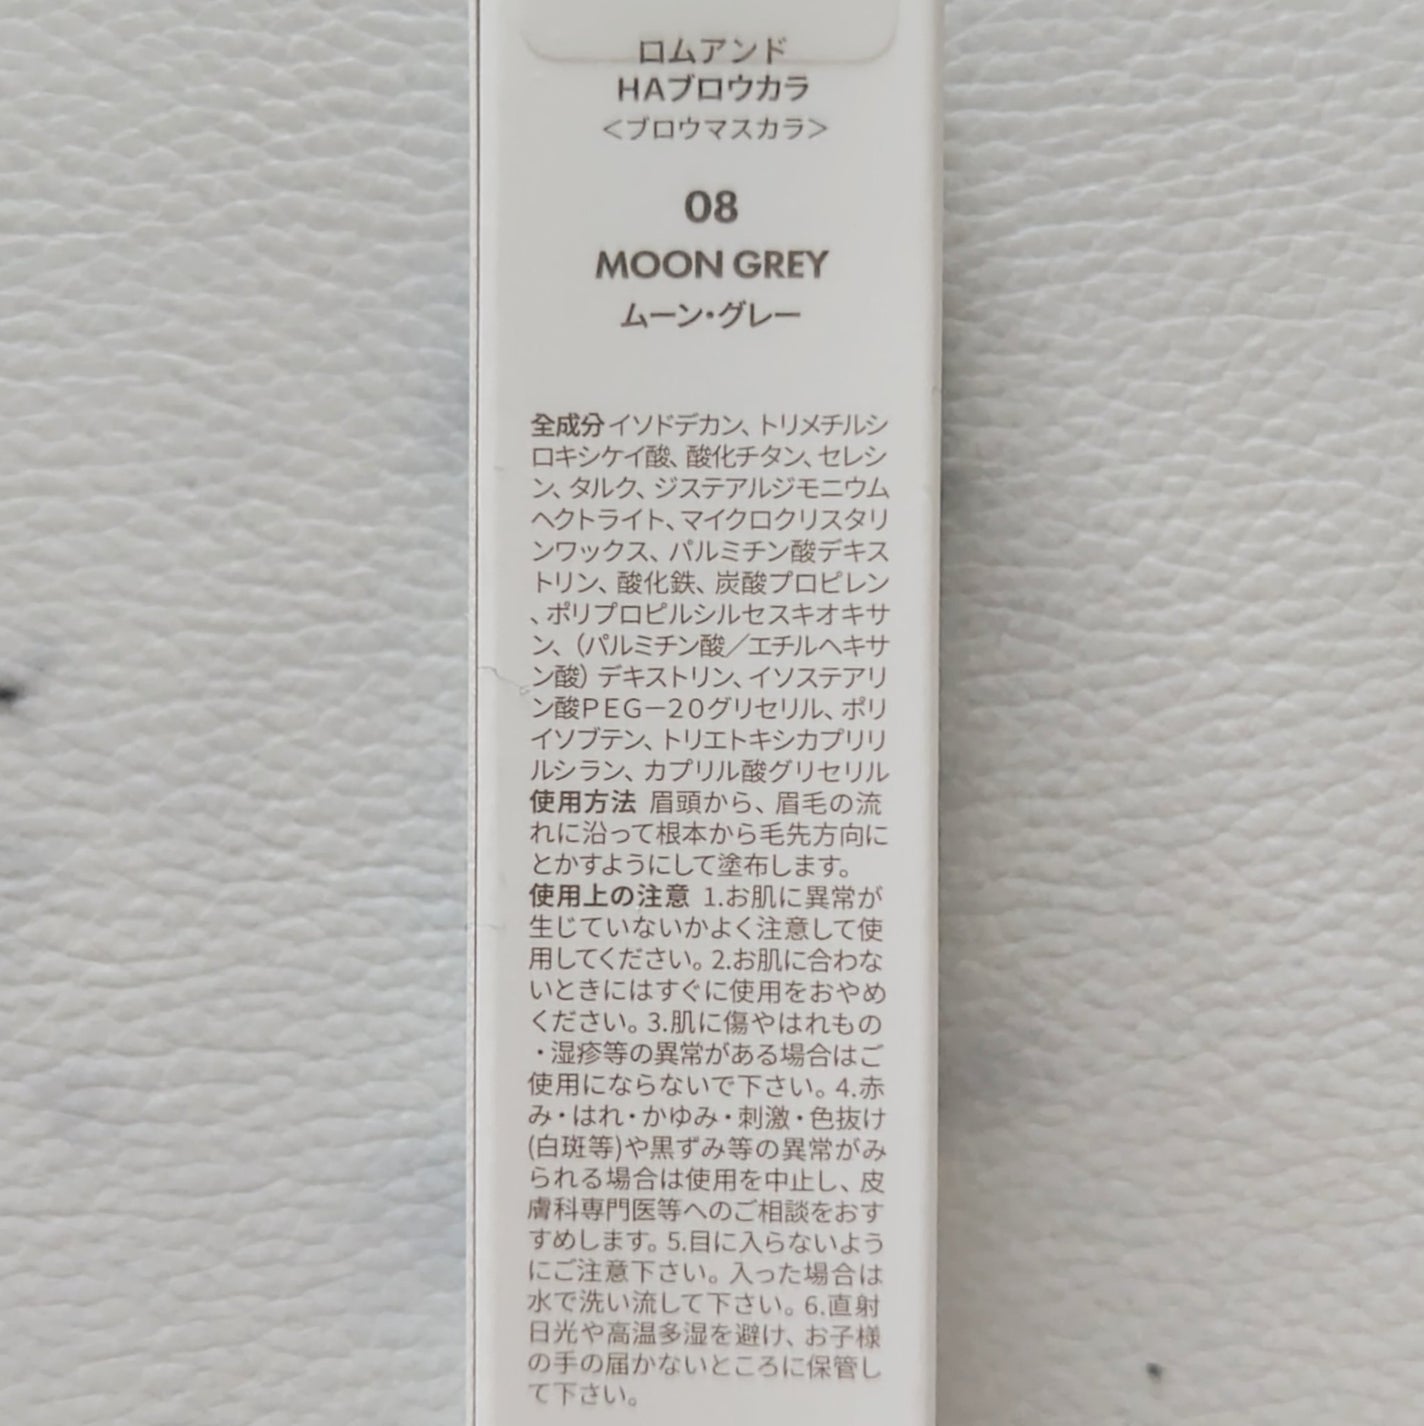 ロムアンド
HAブロウカラ
＜ブロウマスカラ＞
08
MOON GREY
ムーン・グレー
全成分 イソドデカン、トリメチルシ
ロキシケイ酸、酸化チタン、セレシ
ン、タルク、ジステアルジモニウム
ヘクトライト、マイクロクリスタリ
ンワックス、パルミチン酸デキス
トリン、酸化鉄、炭酸プロピレン
、ポリプロピルシルセスキオキサ
ン、（パルミチン酸／エチルヘキサ
ン酸）デキストリン、イソステアリ
ン酸ＰＥＧ－２０グリセリル、ポリ
イソブテン、トリエトキシカプリリ
ルシラン、カプリル酸グリセリル
使用方法 眉頭から、眉毛の流
れに沿って根本から毛先方向に
とかすようにして塗布します。
使用上の注意 1.お肌に異常が
生じていないかよく注意して使
用してください。2.お肌に合わな
いときにはすぐに使用をおやめ
ください。3.肌に傷やはれもの
・湿疹等の異常がある場合はご
使用にならないで下さい。4.赤
み・はれ・かゆみ・刺激・色抜け
(白斑等)や黒ずみ等の異常がみ
られる場合は使用を中止し、皮
膚科専門医等へのご相談をおす
すめします。5.目に入らないよう
にご注意下さい。入った場合は
水で洗い流して下さい。6.直射
日光や高温多湿を避け、お子様
の手の届かないところに保管し
て下さい。